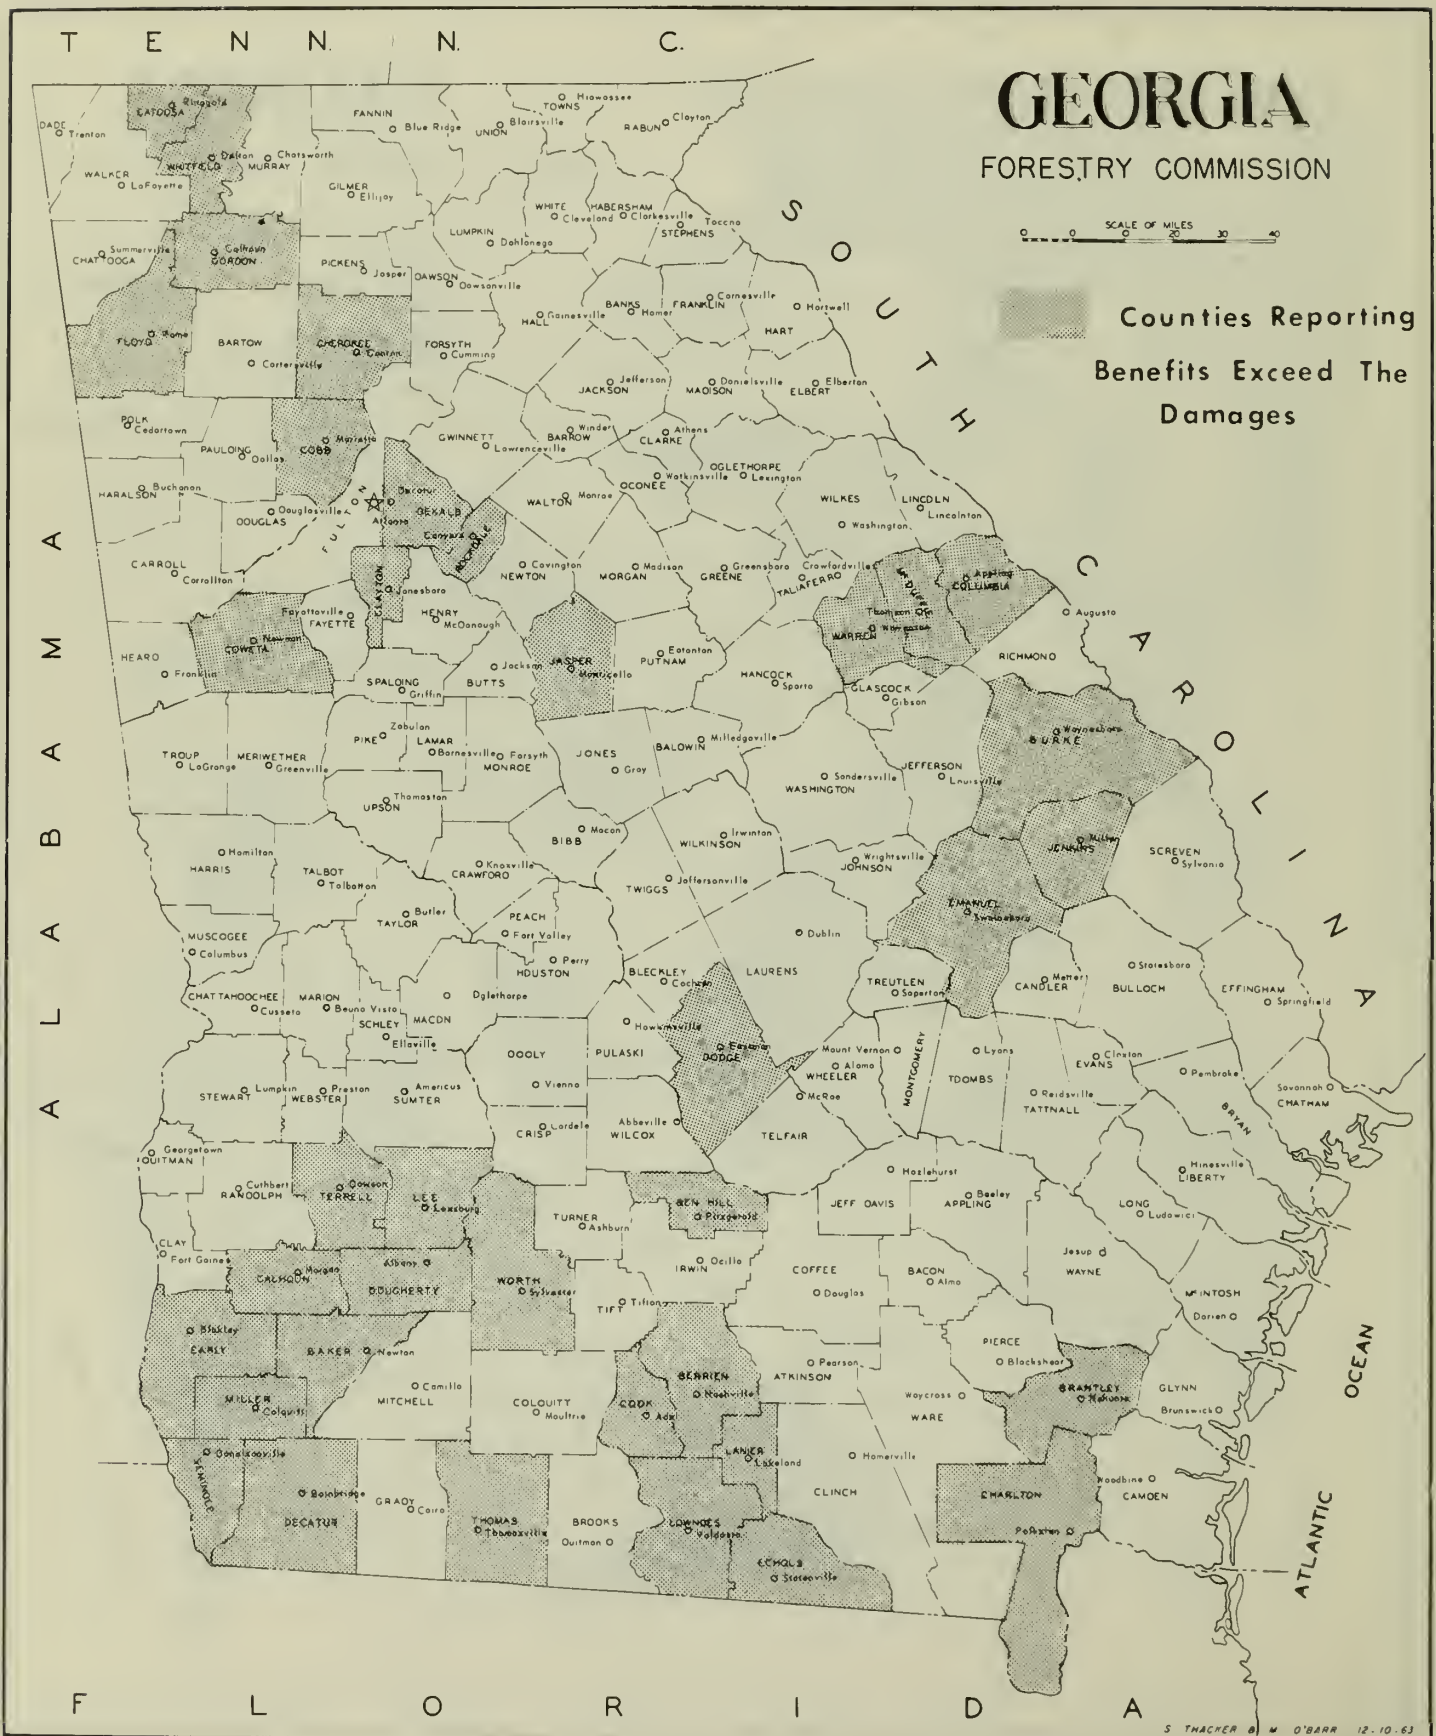 T E N N. N. C.
GEORGIA
FORESTRY COMMISSION
SCALE OF MILES
0 0 20 30 40
Counties Reporting
Benefits Exceed The
Damages
SOUTH CAROLINA
ALABAMA
FLORIDA
ATLANTIC OCEAN
DADE
Trenton
CATOOSA
Ringgold
WHITFIELD
Dalton
MURRAY
Chatsworth
WALKER
LaFayette
FANNIN
Blue Ridge
UNION
Blairsville
TOWNS
Hiawassee
RABUN
Clayton
GILMER
Ellijay
WHITE
Cleveland
HABERSHAM
Clarkesville
STEPHENS
Toccoa
LUMPKIN
Dahlonega
CHATTOOGA
Summerville
GORDON
Calhoun
PICKENS
Jasper
DAWSON
Dawsonville
HALL
Gainesville
BANKS
Homer
FRANKLIN
Carnesville
HART
Hartwell
FLOYD
Rome
BARTOW
Cartersville
CHEROKEE
Canton
FORSYTH
Cumming
JACKSON
Jefferson
MADISON
Danielsville
ELBERT
Elberton
POLK
Cedartown
PAULDING
Dallas
COBB
Marietta
GWINNETT
Lawrenceville
BARROW
Winder
CLARKE
Athens
OCONEE
Watkinsville
OGLETHORPE
Lexington
WILKES
Washington
LINCOLN
Lincolnton
HARALSON
Buchanan
DOUGLAS
Douglasville
FULTON
Atlanta
DEKALB
Decatur
ROCKDALE
Conyers
WALTON
Monroe
CARROLL
Carrollton
CLAYTON
Jonesboro
NEWTON
Covington
MORGAN
Madison
GREENE
Greensboro
TALIAFERRO
Crawfordville
McDUFFIE
Thomson
COLUMBIA
Appling
WARREN
Warrenton
RICHMOND
Augusta
HEARD
Franklin
COWETA
Newnan
FAYETTE
Fayetteville
HENRY
McDonough
SPALDING
Griffin
BUTTS
Jackson
JASPER
Monticello
PUTNAM
Eatonton
HANCOCK
Sparta
GLASCOCK
Gibson
TROUP
LaGrange
MERIWETHER
Greenville
PIKE
Zebulon
LAMAR
Barnesville
MONROE
Forsyth
JONES
Gray
BALDWIN
Milledgeville
WASHINGTON
Sandersville
JEFFERSON
Louisville
BURKE
Waynesboro
UPSON
Thomaston
BIBB
Macon
WILKINSON
Irwinton
JOHNSON
Wrightsville
JENKINS
Millen
SCREVEN
Sylvania
HARRIS
Hamilton
TALBOT
Talbotton
CRAWFORD
Knoxville
TWIGGS
Jeffersonville
EMANUEL
Swainsboro
MUSCOGEE
Columbus
TAYLOR
Butler
PEACH
Fort Valley
HOUSTON
Perry
BLECKLEY
Cochran
LAURENS
Dublin
TREUTLEN
Soperton
CANDLER
Metter
BULLOCH
Statesboro
EFFINGHAM
Springfield
CHATTAHOOCHEE
Cusseta
MARION
Buena Vista
SCHLEY
Ellaville
MACON
Oglethorpe
DOOLY
Vienna
PULASKI
Hawkinsville
DODGE
Eastman
WHEELER
Alamo
MONTGOMERY
Mount Vernon
TOOMBS
Lyons
TATTNALL
Reidsville
EVANS
Claxton
BRYAN
Pembroke
CHATHAM
Savannah
STEWART
Lumpkin
WEBSTER
Preston
SUMTER
Americus
CRISP
Cordele
WILCOX
Abbeville
TELFAIR
McRae
QUITMAN
Georgetown
RANDOLPH
Cuthbert
TERRELL
Dawson
LEE
Leesburg
TURNER
Ashburn
BEN HILL
Fitzgerald
JEFF DAVIS
Hazlehurst
APPLING
Baxley
LONG
Ludowici
LIBERTY
Hinesville
CLAY
Fort Gaines
CALHOUN
Morgan
DOUGHERTY
Albany
WORTH
Sylvester
TIFT
Tifton
IRWIN
Ocilla
COFFEE
Douglas
BACON
Alma
WAYNE
Jesup
McINTOSH
Darien
EARLY
Blakley
BAKER
Newton
MILLER
Colquitt
MITCHELL
Camilla
COLQUITT
Moultrie
COOK
Adel
BERRIEN
Nashville
ATKINSON
Pearson
PIERCE
Blackshear
WARE
Waycross
BRANTLEY
Nahunta
GLYNN
Brunswick
SEMINOLE
Donalsonville
DECATUR
Bainbridge
GRADY
Cairo
THOMAS
Thomasville
BROOKS
Quitman
LANIER
Lakeland
LOWNDES
Valdosta
ECHOLS
Statenville
CLINCH
Homerville
CHARLTON
Folkston
CAMDEN
Woodbine
S THACKER & M O'BARR 12-10-63